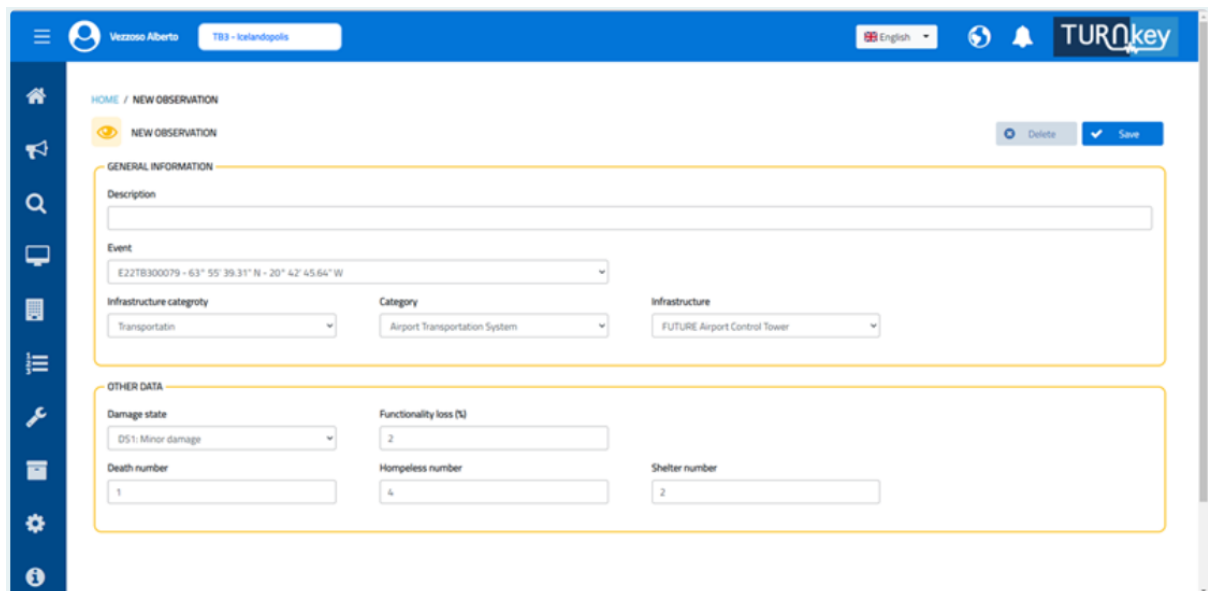 Vezzoso Alberto
TB3 - Icelandopolis
English
TURNkey
HOME / NEW OBSERVATION
NEW OBSERVATION
Delete
Save
GENERAL INFORMATION
Description
Event
E22TB300079 - 63° 55' 39.31" N - 20° 42' 45.64" W
Infrastructure categroty Category Infrastructure
Transportatin Airport Transportation System FUTURE Airport Control Tower
OTHER DATA
Damage state Functionality loss (%)
DS1: Minor damage 2
Death number Hompeless number Shelter number
1 4 2